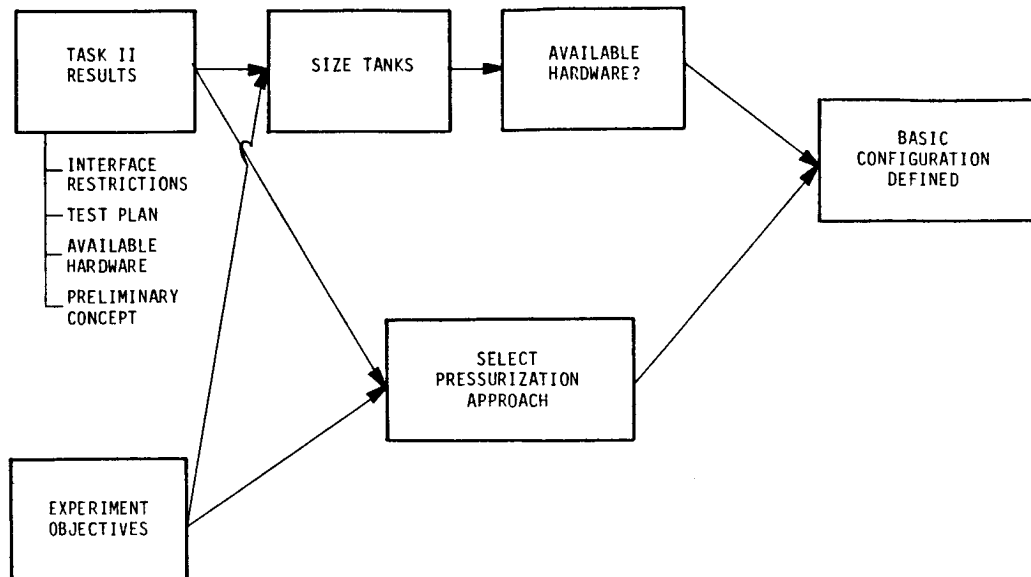 TASK II
RESULTS
SIZE TANKS
AVAILABLE
HARDWARE?
BASIC
CONFIGURATION
DEFINED
INTERFACE
RESTRICTIONS
TEST PLAN
AVAILABLE
HARDWARE
PRELIMINARY
CONCEPT
SELECT
PRESSURIZATION
APPROACH
EXPERIMENT
OBJECTIVES